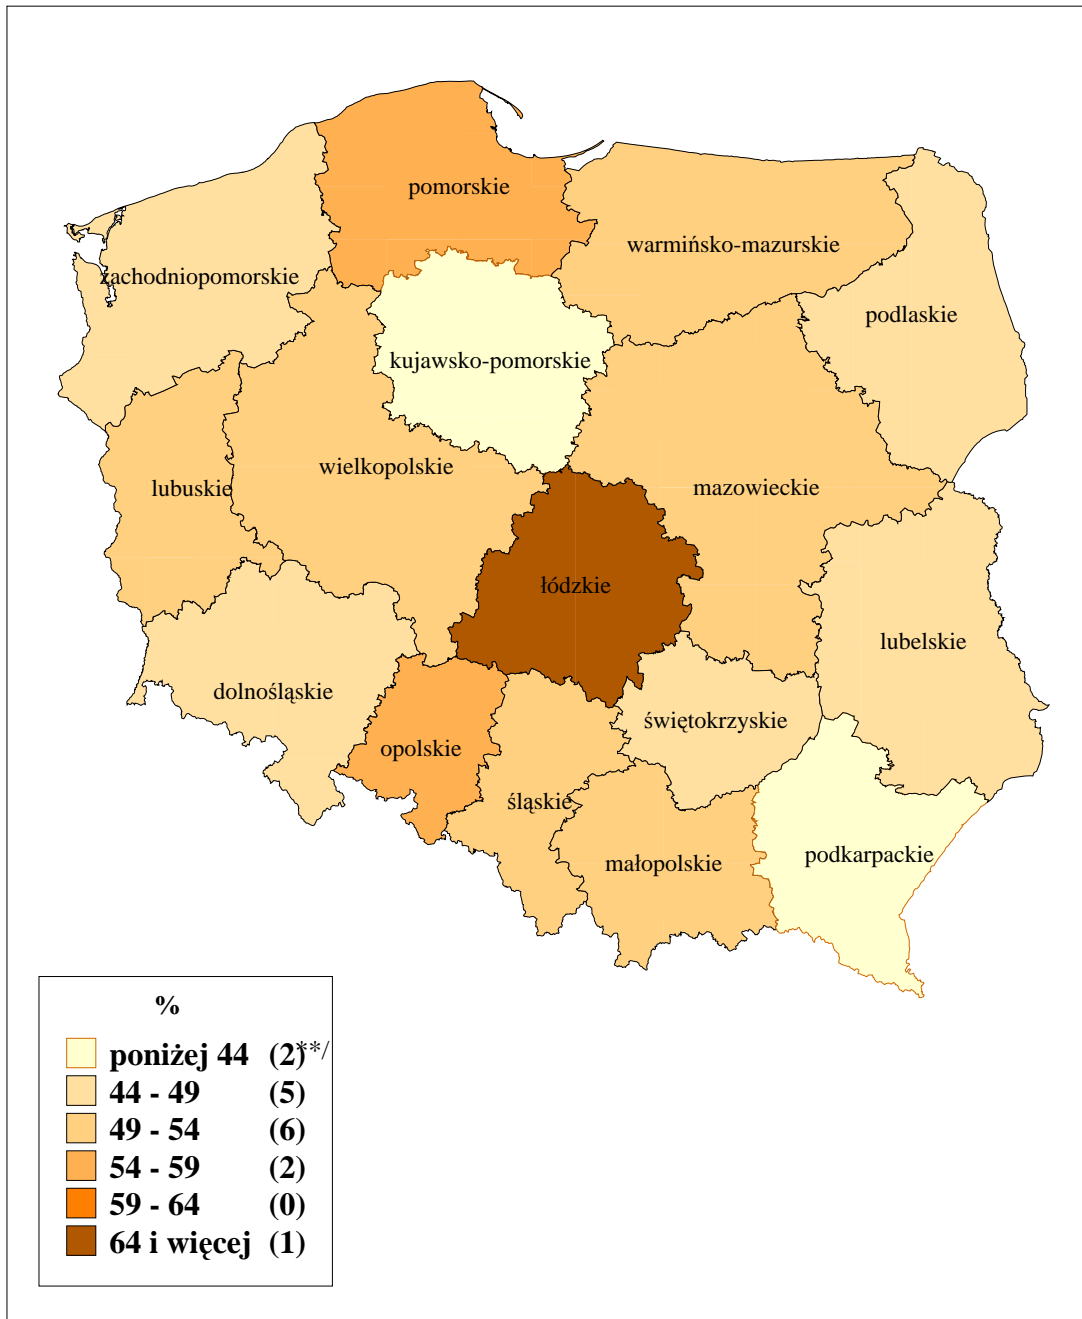 pomorskie
warmińsko-mazurskie
zachodniopomorskie
podlaskie
kujawsko-pomorskie
wielkopolskie
lubuskie
mazowieckie
łódzkie
lubelskie
dolnośląskie
świętokrzyskie
opolskie
śląskie
małopolskie
podkarpackie
%
poniżej 44 (2)**/
44 - 49 (5)
49 - 54 (6)
54 - 59 (2)
59 - 64 (0)
64 i więcej (1)